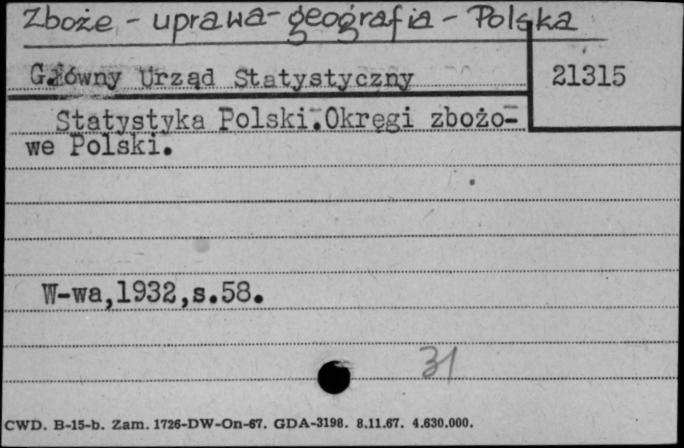 Zboże - uprawa - geografia - Polska
Główny Urząd Statystyczny
21315
Statystyka Polski. Okręgi zbożo-
we Polski.
W-wa,1932,s.58.
31
CWD. B-15-b. Zam. 1726-DW-On-67. GDA-3198. 8.11.67. 4.630.000.